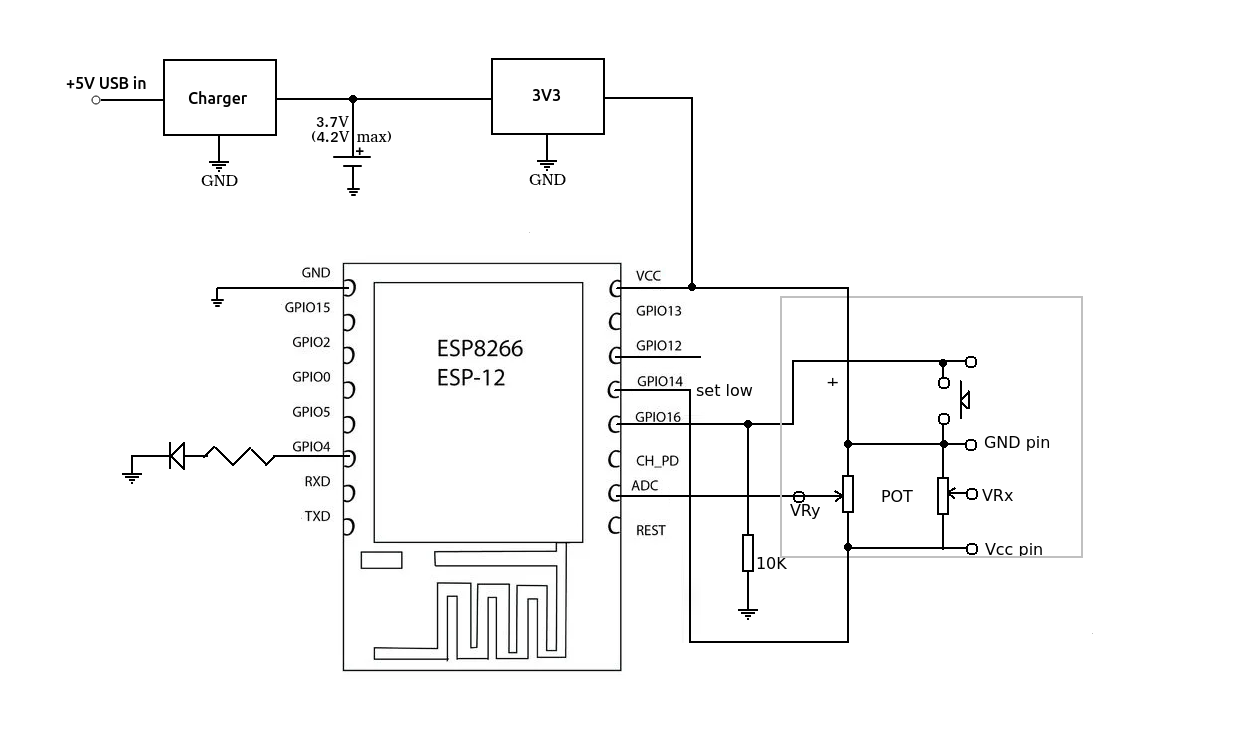 +5V USB in
Charger
GND
3.7V
(4.2V max)
+
3V3
GND
GND
GPIO15
GPIO2
GPIO0
GPIO5
GPIO4
RXD
TXD
ESP8266
ESP-12
VCC
GPIO13
GPIO12
GPIO14
set low
GPIO16
CH_PD
ADC
REST
10K
+
VRy
POT
GND pin
VRx
Vcc pin